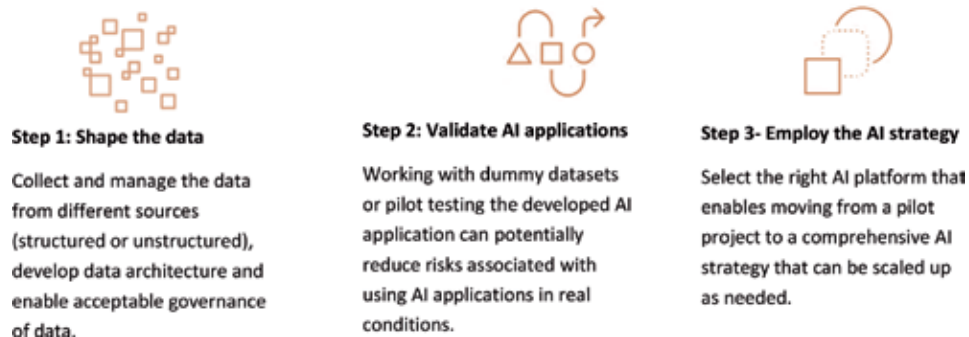 Step 1: Shape the data
Collect and manage the data
from different sources
(structured or unstructured),
develop data architecture and
enable acceptable governance
of data.
Step 2: Validate AI applications
Working with dummy datasets
or pilot testing the developed AI
application can potentially
reduce risks associated with
using AI applications in real
conditions.
Step 3- Employ the AI strategy
Select the right AI platform that
enables moving from a pilot
project to a comprehensive AI
strategy that can be scaled up
as needed.